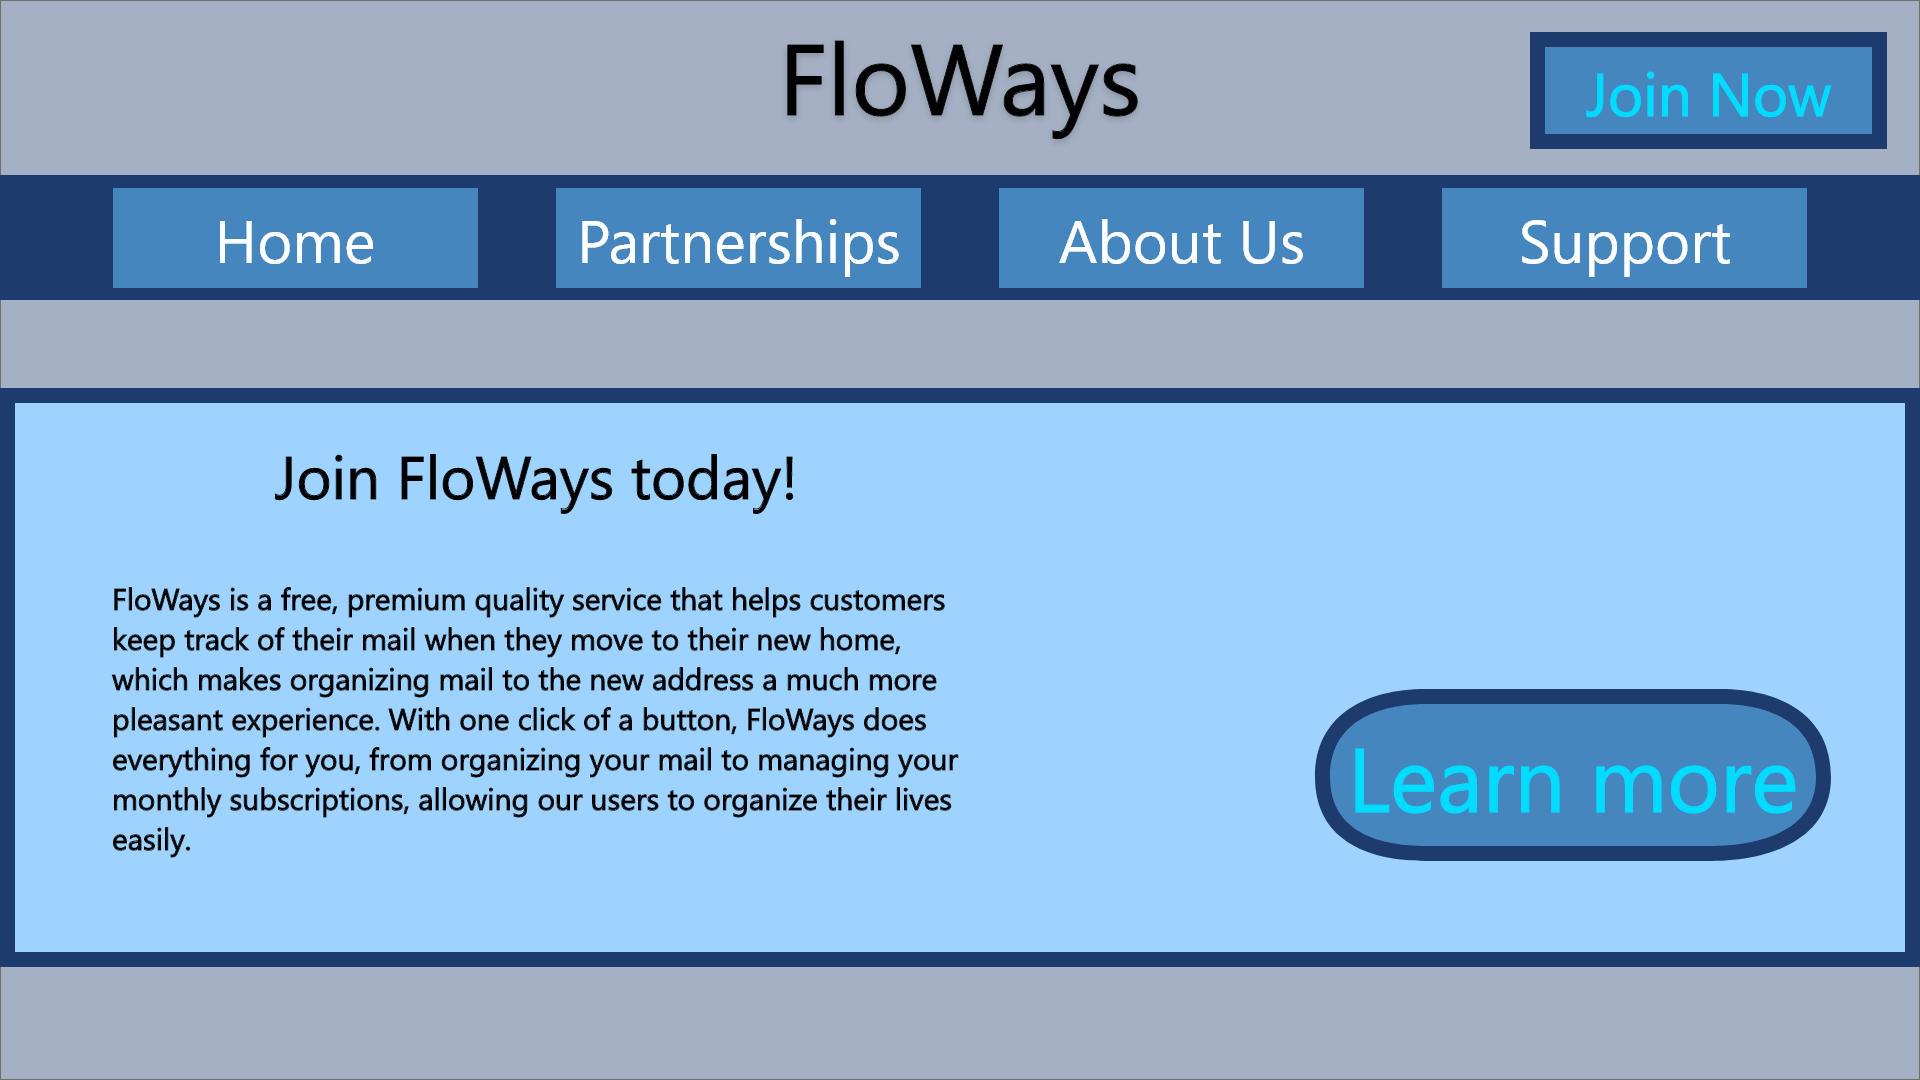 FloWays
Join Now
Home
Partnerships
About Us
Support
Join FloWays today!
FloWays is a free, premium quality service that helps customers
keep track of their mail when they move to their new home,
which makes organizing mail to the new address a much more
pleasant experience. With one click of a button, FloWays does
everything for you, from organizing your mail to managing your
monthly subscriptions, allowing our users to organize their lives
easily.
Learn more